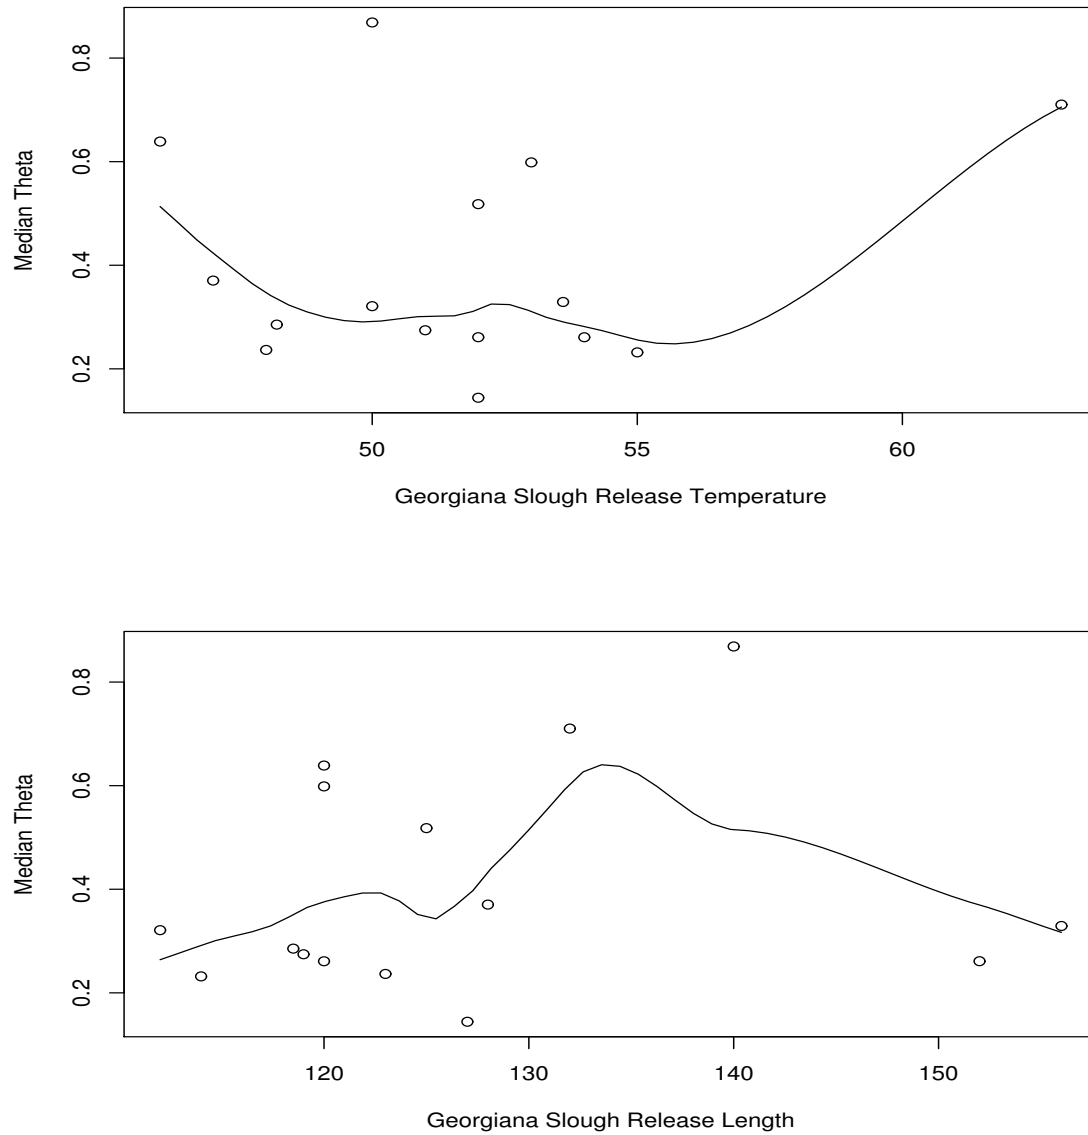 0.8
0.6
0.4
0.2
Median Theta
50 55 60
Georgiana Slough Release Temperature
0.8
0.6
0.4
0.2
Median Theta
120 130 140 150
Georgiana Slough Release Length